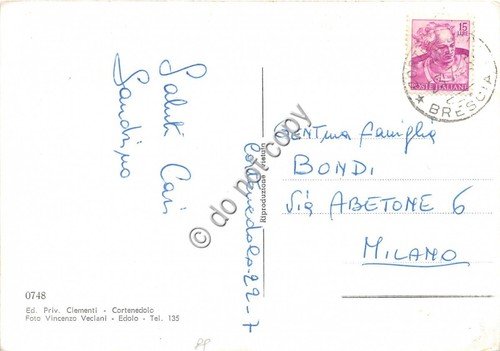 Saluti Cari
Sandrino
Cortenedolo 22-7
Riproduzione vietata
15
POSTE ITALIANE
BRESCIA
GENT.ma famiglia
BONDI
Via ABETONE 6
MILANO
0748
Ed. Priv. Clementi - Cortenedolo
Foto Vincenzo Veclani - Edolo - Tel. 135
© do not copy